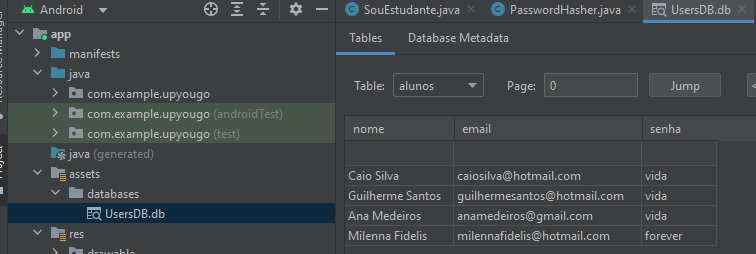 Resource Manager
Project
Android
app
manifests
java
com.example.upyougo
com.example.upyougo (androidTest)
com.example.upyougo (test)
java (generated)
assets
databases
UsersDB.db
res
drawable
SouEstudante.java PasswordHasher.java UsersDB.db
Tables Database Metadata
Table: alunos Page: 0 Jump <
nome email senha
Caio Silva caiosilva@hotmail.com vida
Guilherme Santos guilhermesantos@hotmail.com vida
Ana Medeiros anamedeiros@gmail.com vida
Milenna Fidelis milennafidelis@hotmail.com forever